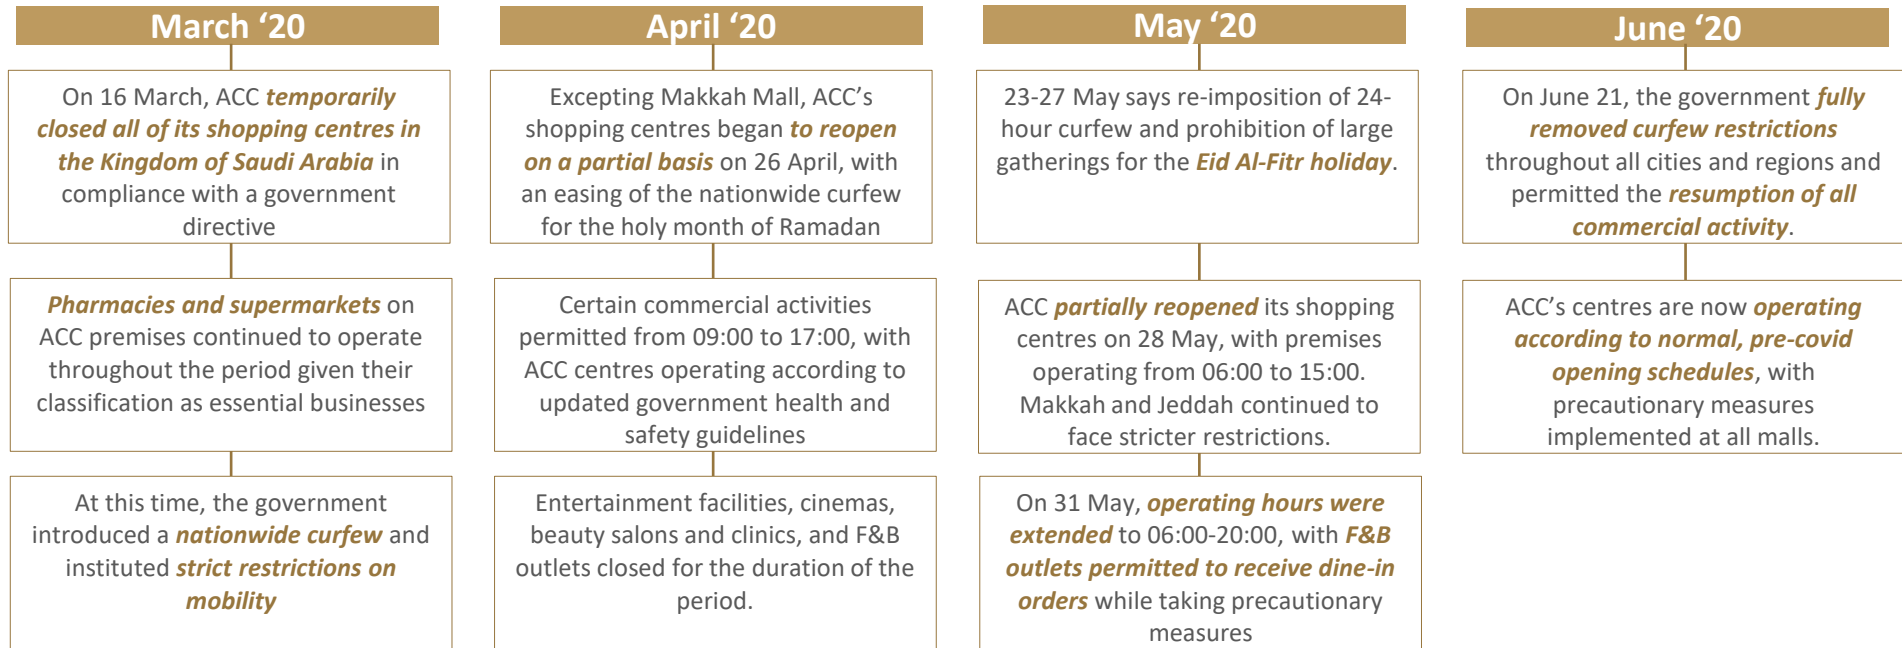 March ‘20
On 16 March, ACC temporarily
closed all of its shopping centres in
the Kingdom of Saudi Arabia in
compliance with a government
directive
Pharmacies and supermarkets on
ACC premises continued to operate
throughout the period given their
classification as essential businesses
At this time, the government
introduced a nationwide curfew and
instituted strict restrictions on
mobility
April ‘20
Excepting Makkah Mall, ACC’s
shopping centres began to reopen
on a partial basis on 26 April, with
an easing of the nationwide curfew
for the holy month of Ramadan
Certain commercial activities
permitted from 09:00 to 17:00, with
ACC centres operating according to
updated government health and
safety guidelines
Entertainment facilities, cinemas,
beauty salons and clinics, and F&B
outlets closed for the duration of the
period.
May ‘20
23-27 May says re-imposition of 24-
hour curfew and prohibition of large
gatherings for the Eid Al-Fitr holiday.
ACC partially reopened its shopping
centres on 28 May, with premises
operating from 06:00 to 15:00.
Makkah and Jeddah continued to
face stricter restrictions.
On 31 May, operating hours were
extended to 06:00-20:00, with F&B
outlets permitted to receive dine-in
orders while taking precautionary
measures
June ‘20
On June 21, the government fully
removed curfew restrictions
throughout all cities and regions and
permitted the resumption of all
commercial activity.
ACC’s centres are now operating
according to normal, pre-covid
opening schedules, with
precautionary measures
implemented at all malls.